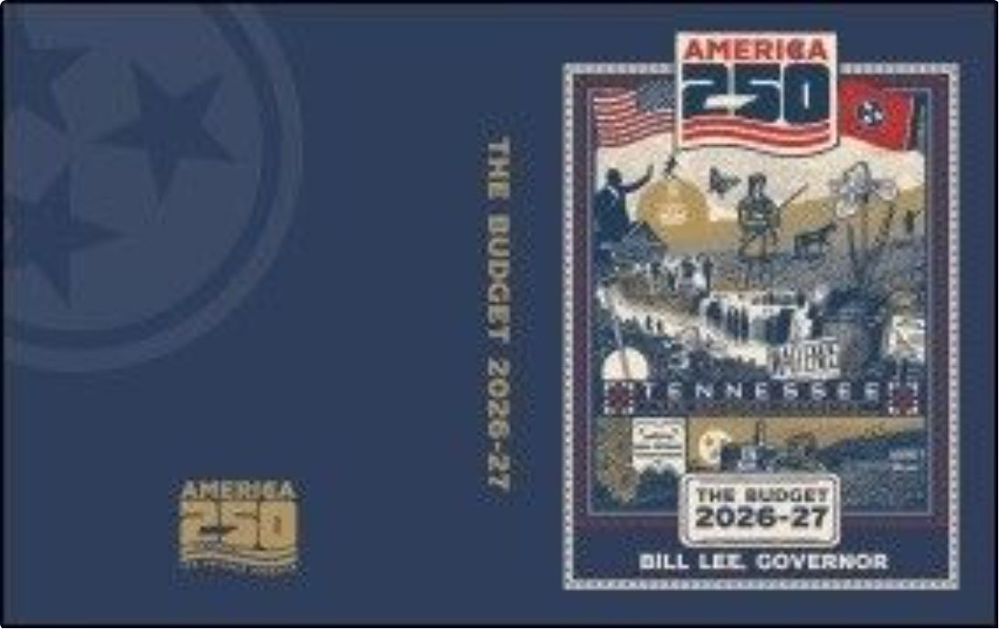 THE BUDGET 2026-27
AMERICA
250
AMERICA
250
TENNESSEE
THE BUDGET
2026-27
BILL LEE, GOVERNOR